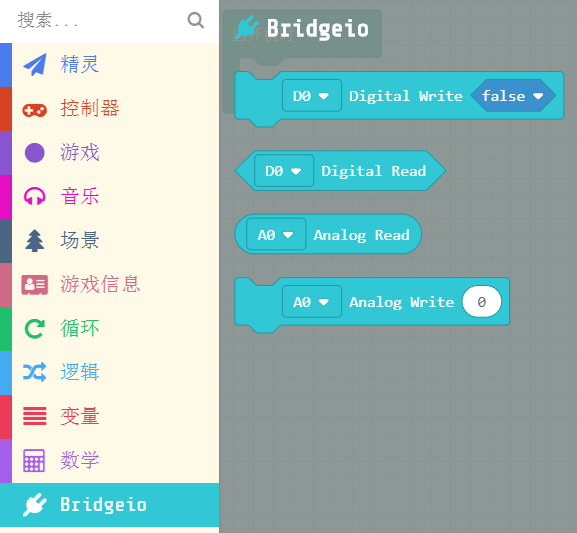 搜索...
精灵
控制器
游戏
音乐
场景
游戏信息
循环
逻辑
变量
数学
Bridgeio
Bridgeio
D0 Digital Write false
D0 Digital Read
A0 Analog Read
A0 Analog Write 0